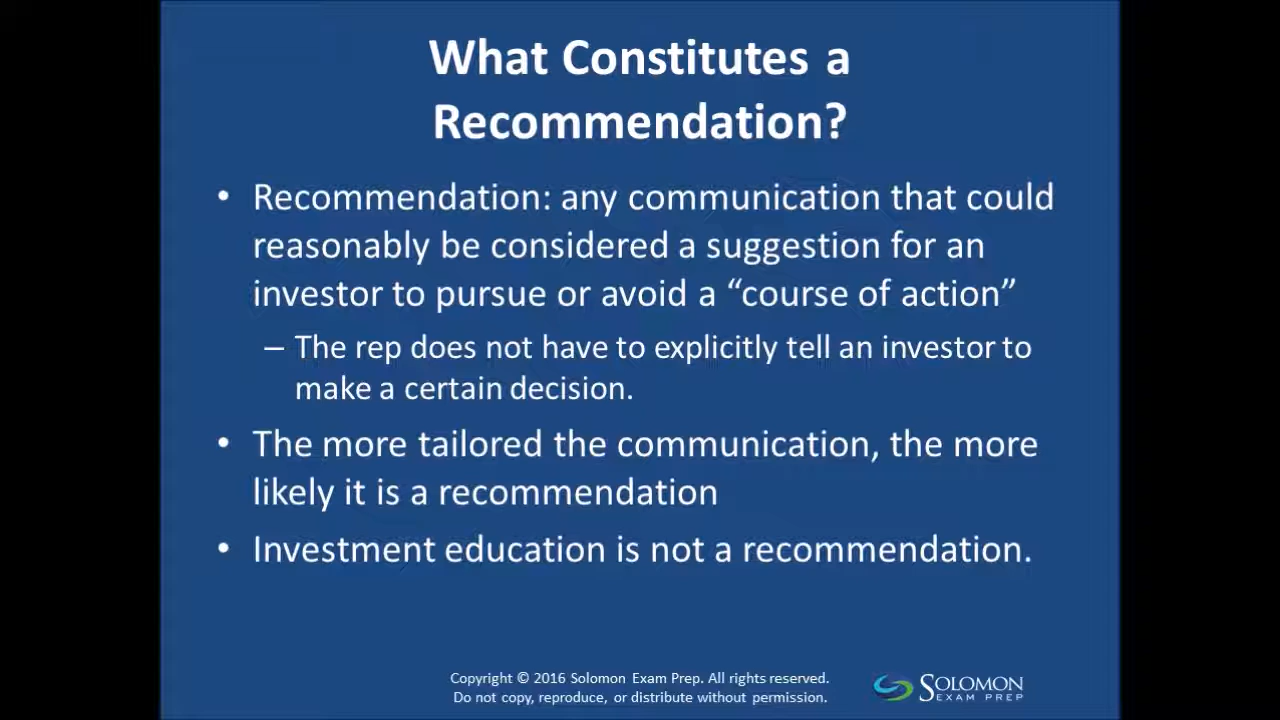 What Constitutes a
Recommendation?
• Recommendation: any communication that could
reasonably be considered a suggestion for an
investor to pursue or avoid a “course of action”
– The rep does not have to explicitly tell an investor to
make a certain decision.
• The more tailored the communication, the more
likely it is a recommendation
• Investment education is not a recommendation.
Copyright © 2016 Solomon Exam Prep. All rights reserved.
Do not copy, reproduce, or distribute without permission.
SOLOMON
EXAM PREP